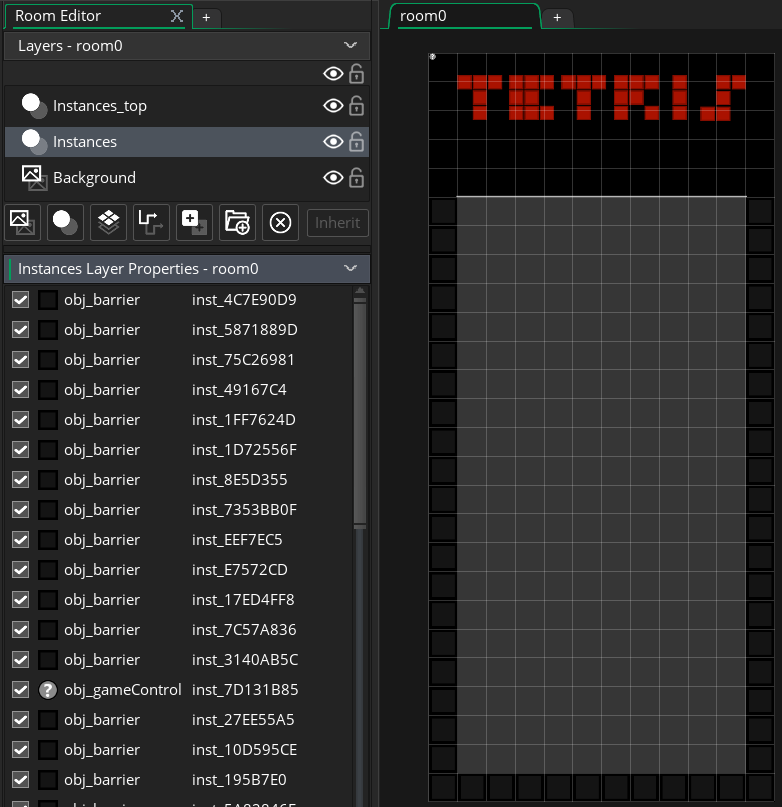 Room Editor
room0
Layers - room0
TETRIS
Instances_top
Instances
Background
Inherit
Instances Layer Properties - room0
obj_barrier inst_4C7E90D9
obj_barrier inst_5871889D
obj_barrier inst_75C26981
obj_barrier inst_49167C4
obj_barrier inst_1FF7624D
obj_barrier inst_1D72556F
obj_barrier inst_8E5D355
obj_barrier inst_7353BB0F
obj_barrier inst_EEF7EC5
obj_barrier inst_E7572CD
obj_barrier inst_17ED4FF8
obj_barrier inst_7C57A836
obj_barrier inst_3140AB5C
obj_gameControl inst_7D131B85
obj_barrier inst_27EE55A5
obj_barrier inst_10D595CE
obj_barrier inst_195B7E0